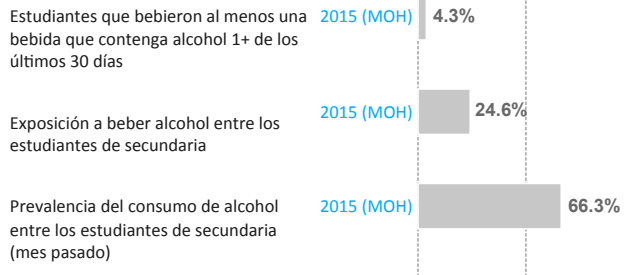 Estudiantes que bebieron al menos una 2015 (MOH) 4.3%
bebida que contenga alcohol 1+ de los
últimos 30 días
Exposición a beber alcohol entre los 2015 (MOH) 24.6%
estudiantes de secundaria
Prevalencia del consumo de alcohol 2015 (MOH) 66.3%
entre los estudiantes de secundaria
(mes pasado)